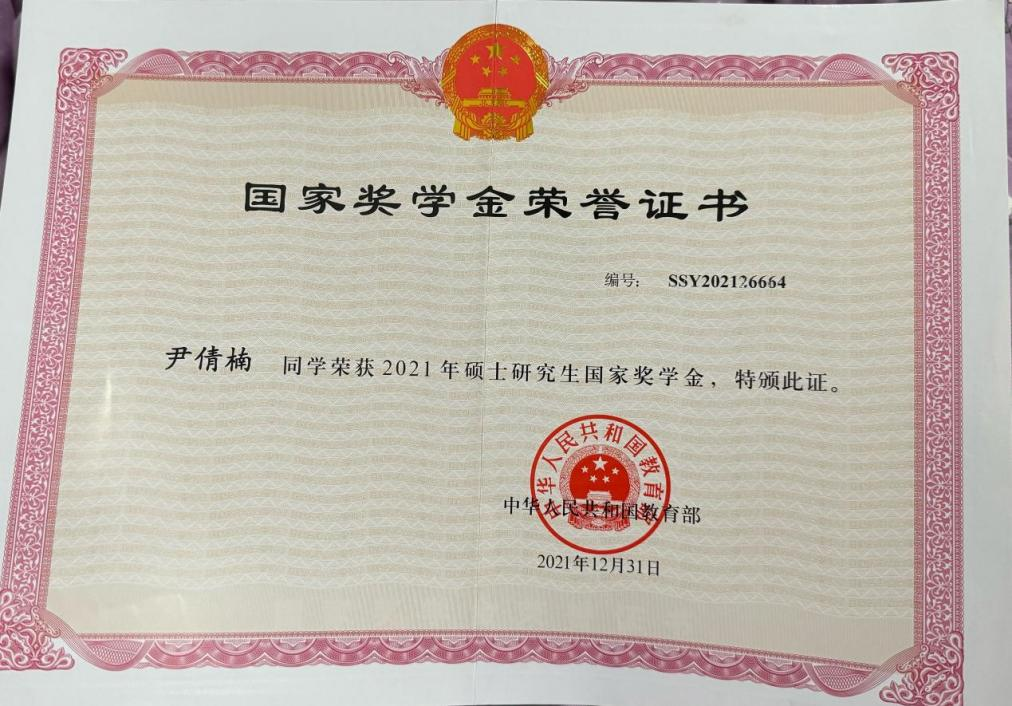 国家奖学金荣誉证书
编号： SSY202126664
尹倩楠 同学荣获2021年硕士研究生国家奖学金，特颁此证。
中华人民共和国教育部
中华人民共和国教育部
2021年12月31日